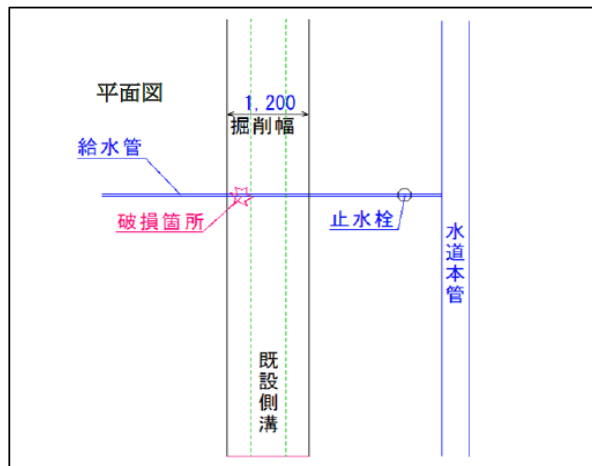 平面図
1,200
掘削幅
給水管
破損箇所
止水栓
水道本管
既設側溝